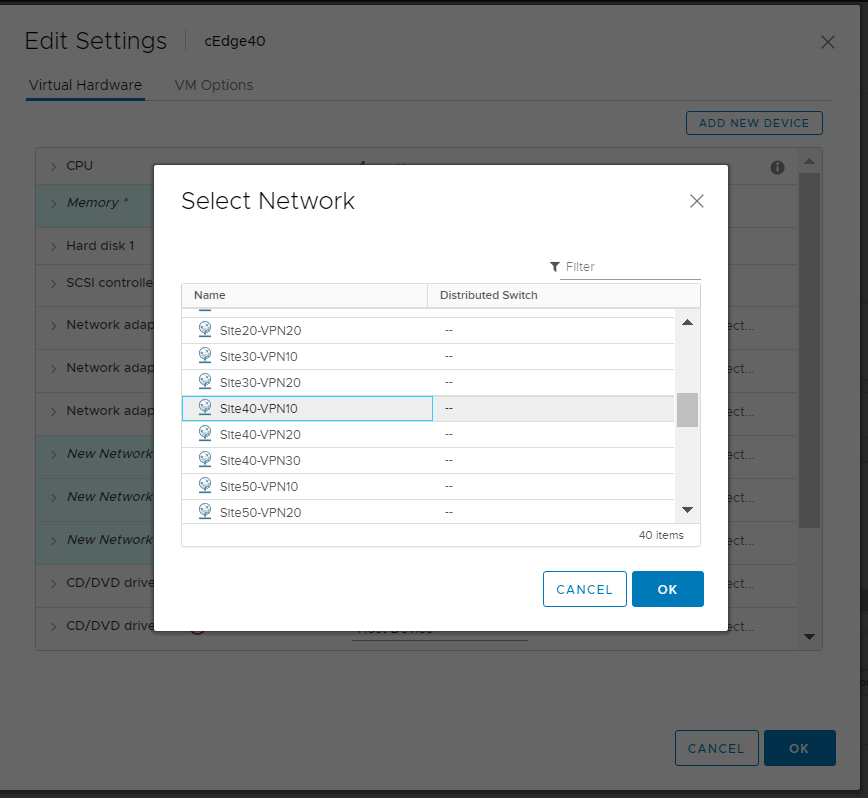 Edit Settings cEdge40
Virtual Hardware VM Options
ADD NEW DEVICE
CPU
Memory *
Hard disk 1
SCSI controlle
Network adap ect...
Network adap ect...
Network adap ect...
New Network ect...
New Network ect...
New Network ect...
CD/DVD drive ect...
CD/DVD drive Host Device ect...
Select Network
Filter
Name Distributed Switch
Site20-VPN20 --
Site30-VPN10 --
Site30-VPN20 --
Site40-VPN10 --
Site40-VPN20 --
Site40-VPN30 --
Site50-VPN10 --
Site50-VPN20 --
40 items
CANCEL OK
CANCEL OK